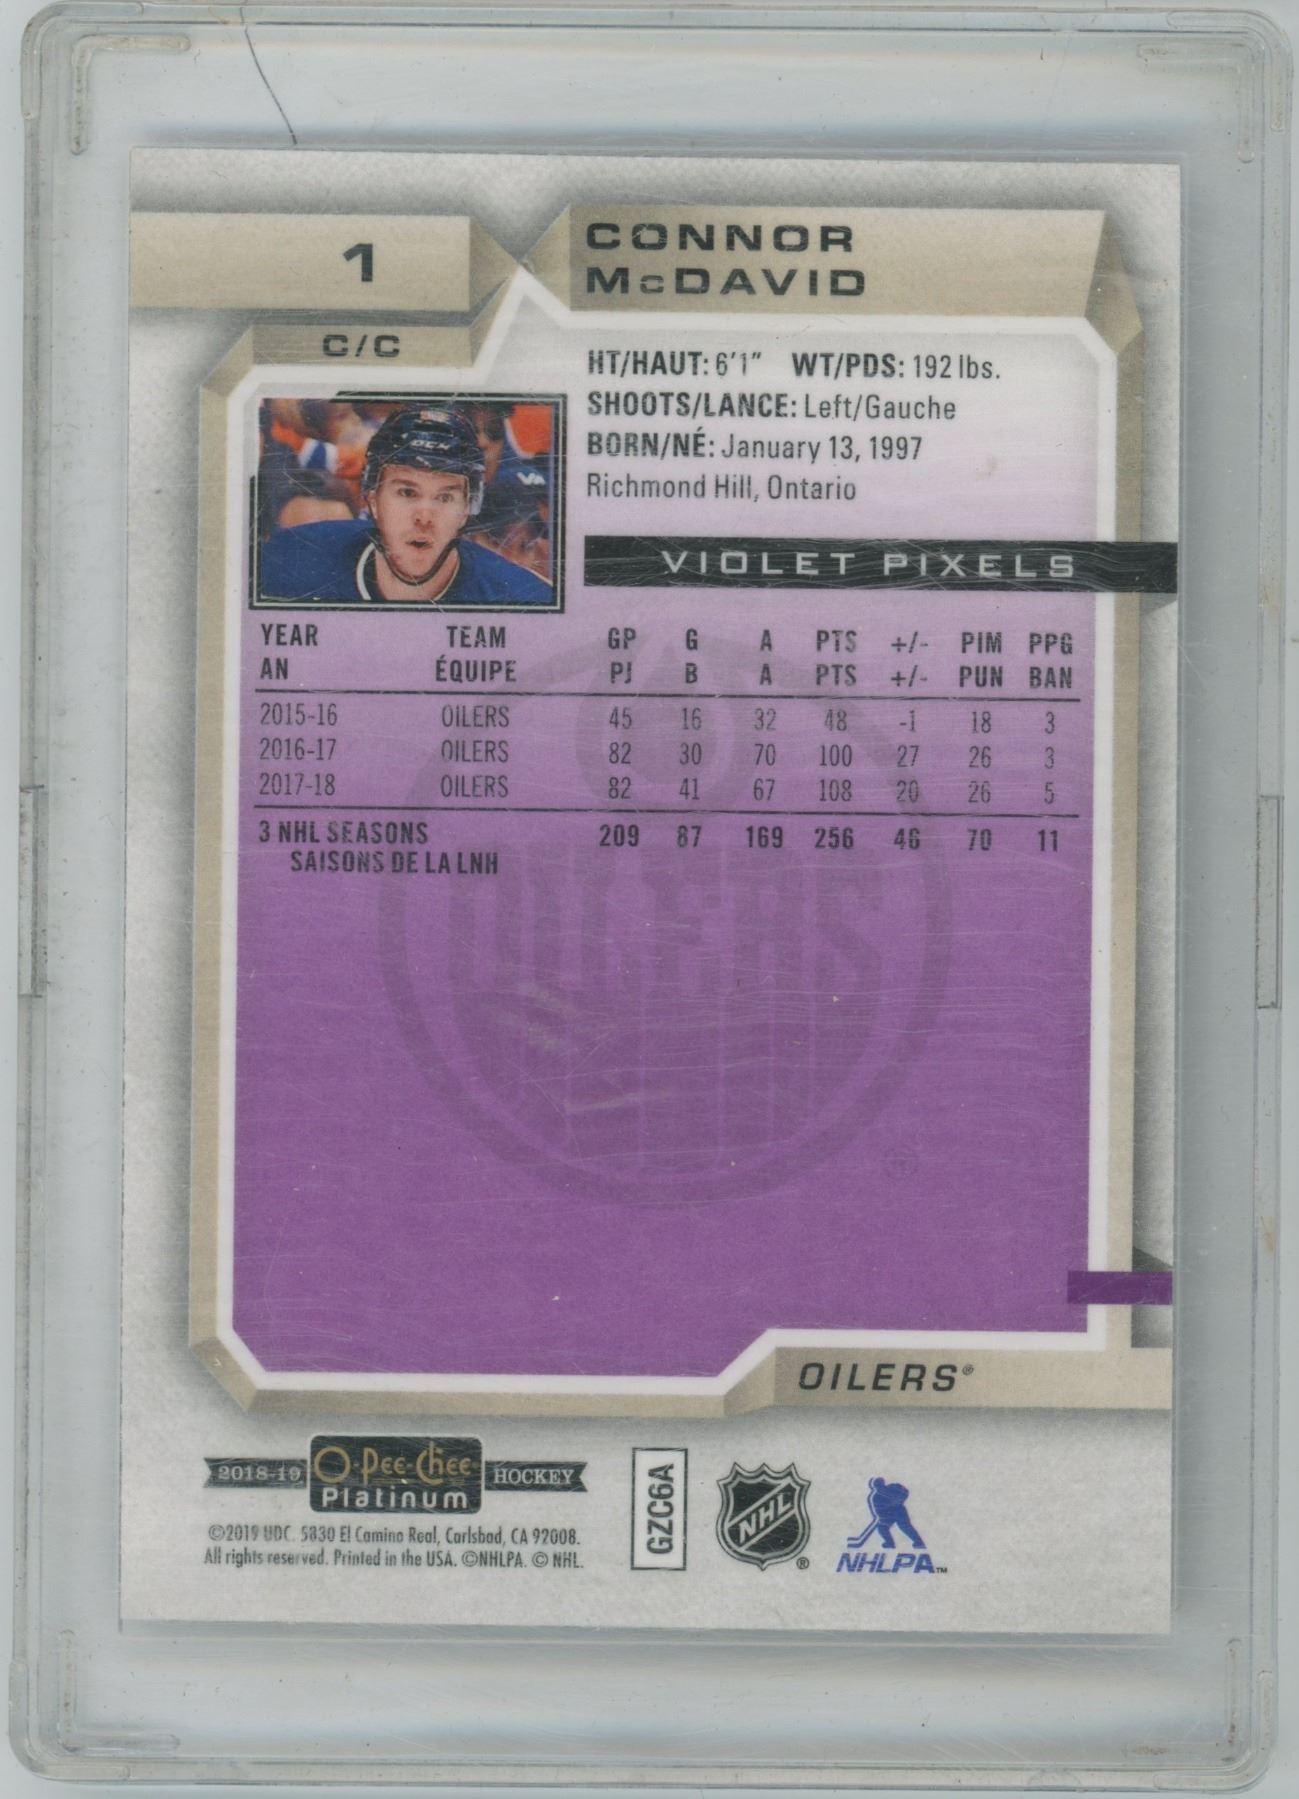 1
CONNOR
McDAVID
C/C
HT/HAUT: 6'1" WT/PDS: 192 lbs.
SHOOTS/LANCE: Left/Gauche
BORN/NÉ: January 13, 1997
Richmond Hill, Ontario
VIOLET PIXELS
YEAR TEAM GP G A PTS +/- PIM PPG
AN ÉQUIPE PJ B A PTS +/- PUN BAN
2015-16 OILERS 45 16 32 48 -1 18 3
2016-17 OILERS 82 30 70 100 27 26 3
2017-18 OILERS 82 41 67 108 20 26 5
3 NHL SEASONS 209 87 169 256 46 70 11
SAISONS DE LA LNH
OILERS
®
OILERS®
2018-19 O-Pee-Chee HOCKEY
Platinum
©2019 UDC. 5830 El Camino Real, Carlsbad, CA 92008.
All rights reserved. Printed in the USA. ©NHLPA. © NHL.
GZC6A
NHL ®
NHLPA™